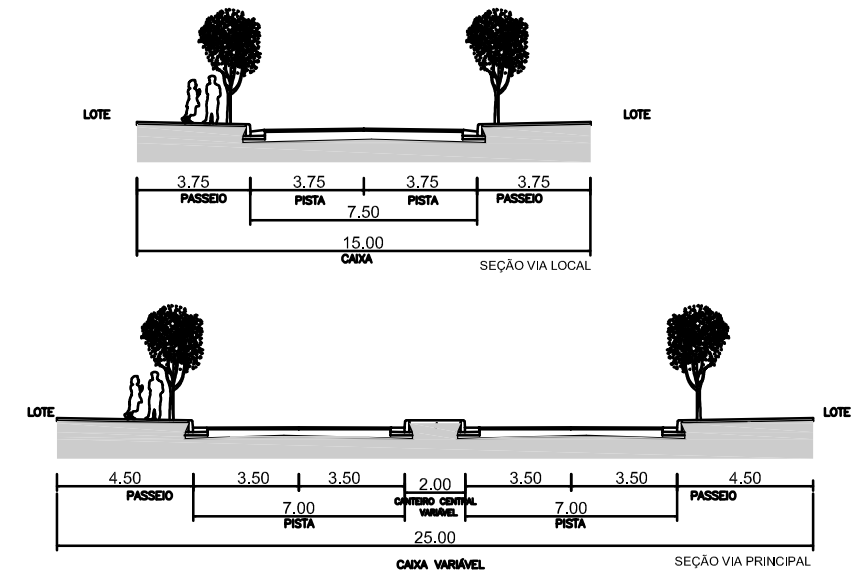 LOTE
LOTE
3.75 3.75 3.75 3.75
PASSEIO PISTA PISTA PASSEIO
7.50
15.00
CAIXA
SEÇÃO VIA LOCAL
LOTE
LOTE
4.50 3.50 3.50 2.00 3.50 3.50 4.50
PASSEIO CANTEIRO CENTRAL PASSEIO
VARIÁVEL
7.00 7.00
PISTA PISTA
25.00
CAIXA VARIÁVEL
SEÇÃO VIA PRINCIPAL